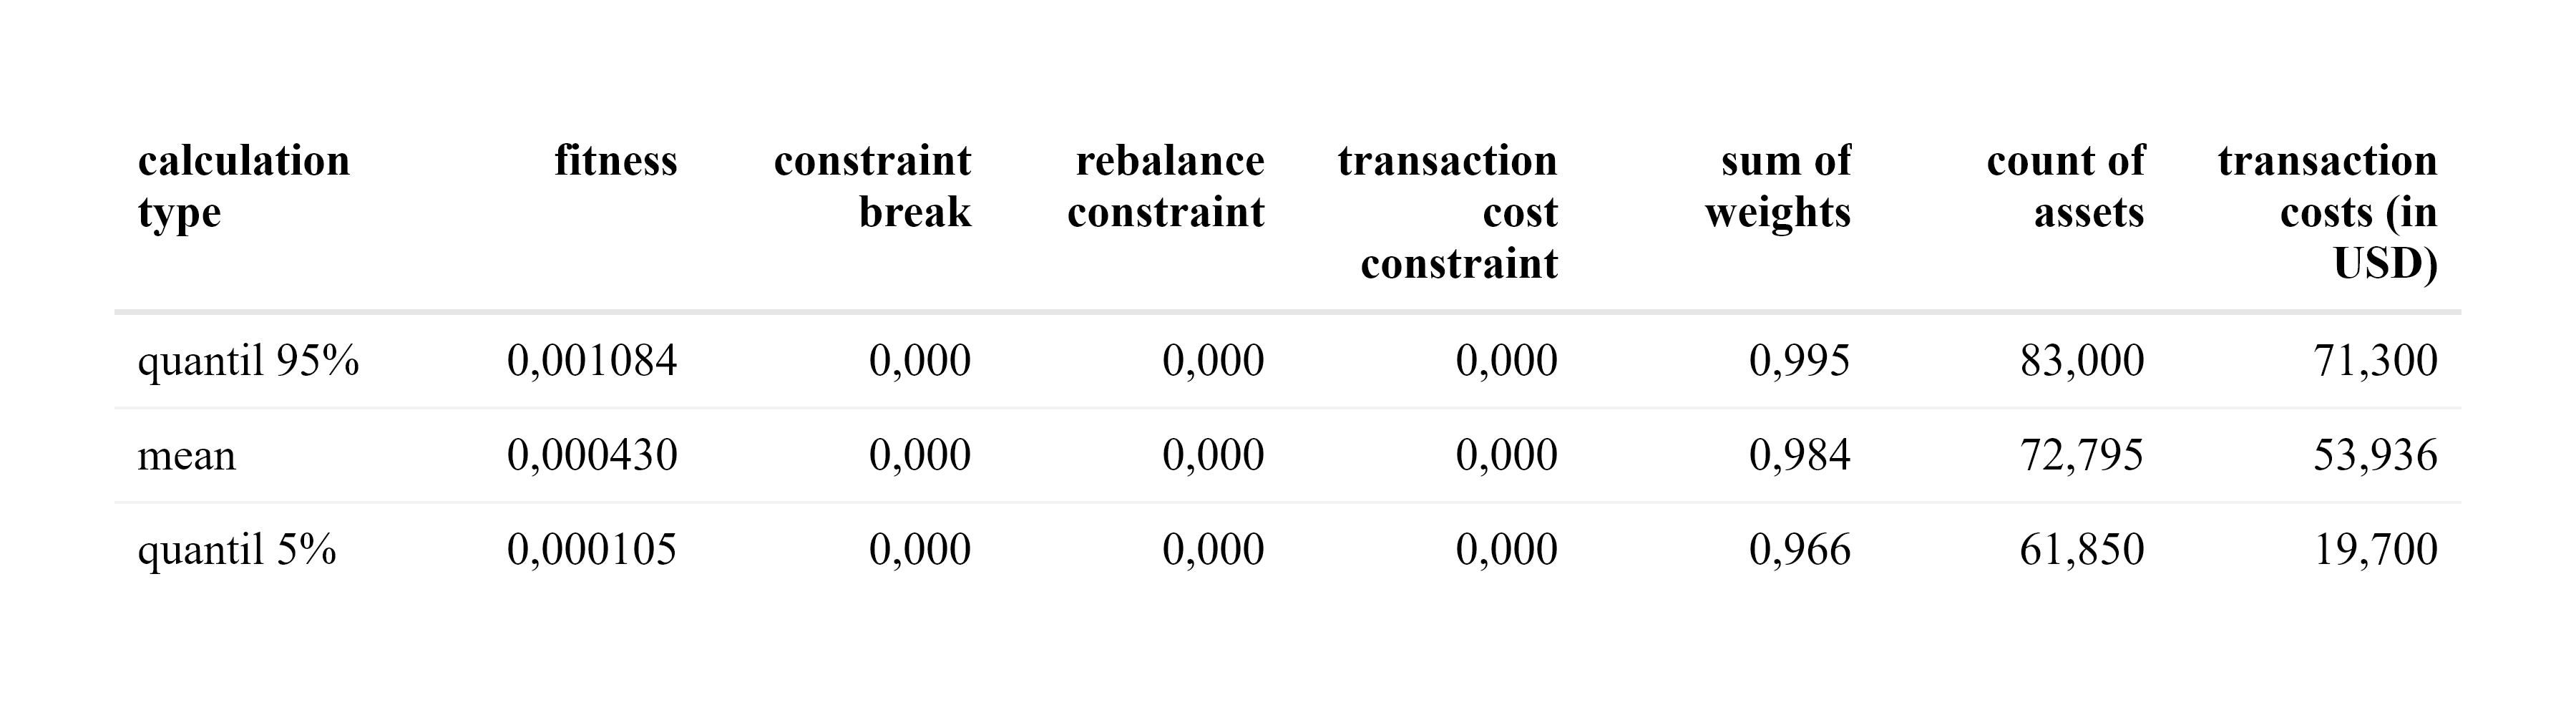 calculation type fitness constraint break rebalance constraint transaction cost constraint sum of weights count of assets transaction costs (in USD)
quantil 95% 0,001084 0,000 0,000 0,000 0,995 83,000 71,300
mean 0,000430 0,000 0,000 0,000 0,984 72,795 53,936
quantil 5% 0,000105 0,000 0,000 0,000 0,966 61,850 19,700